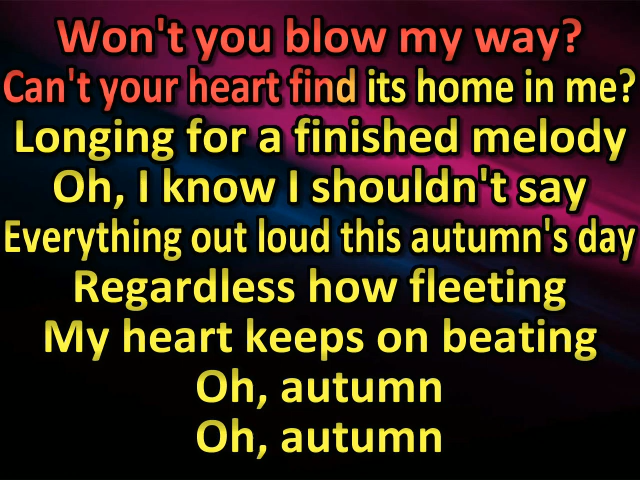 Won't you blow my way?
Can't your heart find its home in me?
Longing for a finished melody
Oh, I know I shouldn't say
Everything out loud this autumn's day
Regardless how fleeting
My heart keeps on beating
Oh, autumn
Oh, autumn